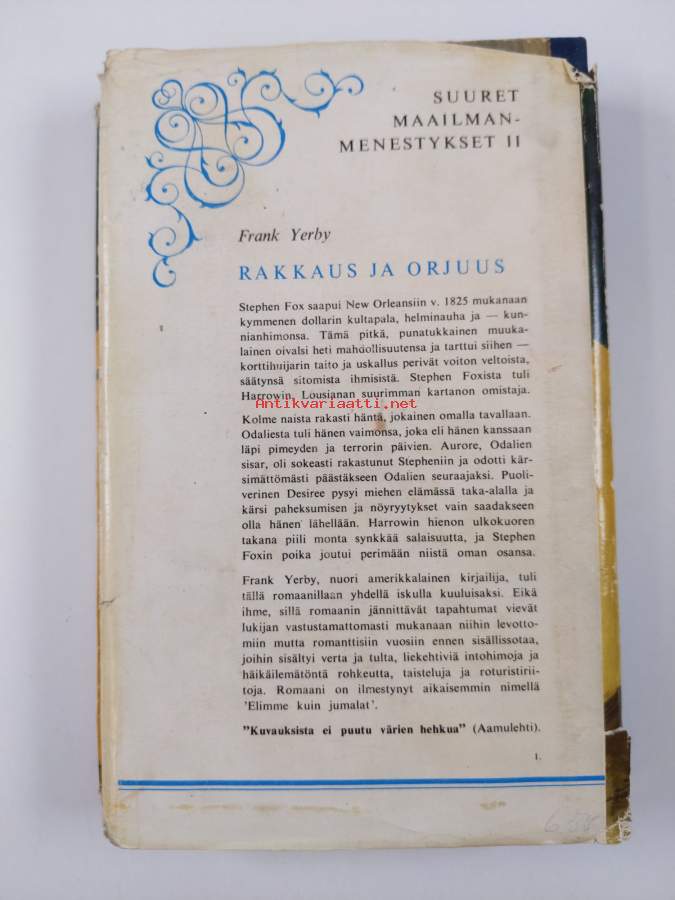 SUURET
MAAILMAN-
MENESTYKSET II
Frank Yerby
RAKKAUS JA ORJUUS
Stephen Fox saapui New Orleansiin v. 1825 mukanaan
kymmenen dollarin kultapala, helminauha ja — kun-
nianhimonsa. Tämä pitkä, punatukkainen muuka-
lainen oivalsi heti mahdollisuutensa ja tarttui siihen —
korttihuijarin taito ja uskallus perivät voiton veltoista,
säätynsä sitomista ihmisistä. Stephen Foxista tuli
Harrowin, Lousianan suurimman kartanon omistaja.
Antikvariaatti.net
Kolme naista rakasti häntä, jokainen omalla tavallaan.
Odaliesta tuli hänen vaimonsa, joka eli hänen kanssaan
läpi pimeyden ja terrorin päivien. Aurore, Odalien
sisar, oli sokeasti rakastunut Stepheniin ja odotti kär-
simättömästi päästäkseen Odalien seuraajaksi. Puoli-
verinen Desiree pysyi miehen elämässä taka-alalla ja
kärsi paheksumisen ja nöyryytykset vain saadakseen
olla hänen lähellään. Harrowin hienon ulkokuoren
takana piili monta synkkää salaisuutta, ja Stephen
Foxin poika joutui perimään niistä oman osansa.
Frank Yerby, nuori amerikkalainen kirjailija, tuli
tällä romaanillaan yhdellä iskulla kuuluisaksi. Eikä
ihme, sillä romaanin jännittävät tapahtumat vievät
lukijan vastustamattomasti mukanaan niihin levotto-
miin mutta romanttisiin vuosiin ennen sisällissotaa,
joihin sisältyi verta ja tulta, liekehtiviä intohimoja ja
häikäilemätöntä rohkeutta, taisteluja ja roturistirii-
toja. Romaani on ilmestynyt aikaisemmin nimellä
'Elimme kuin jumalat'.
"Kuvauksista ei puutu värien hehkua" (Aamulehti).
1.